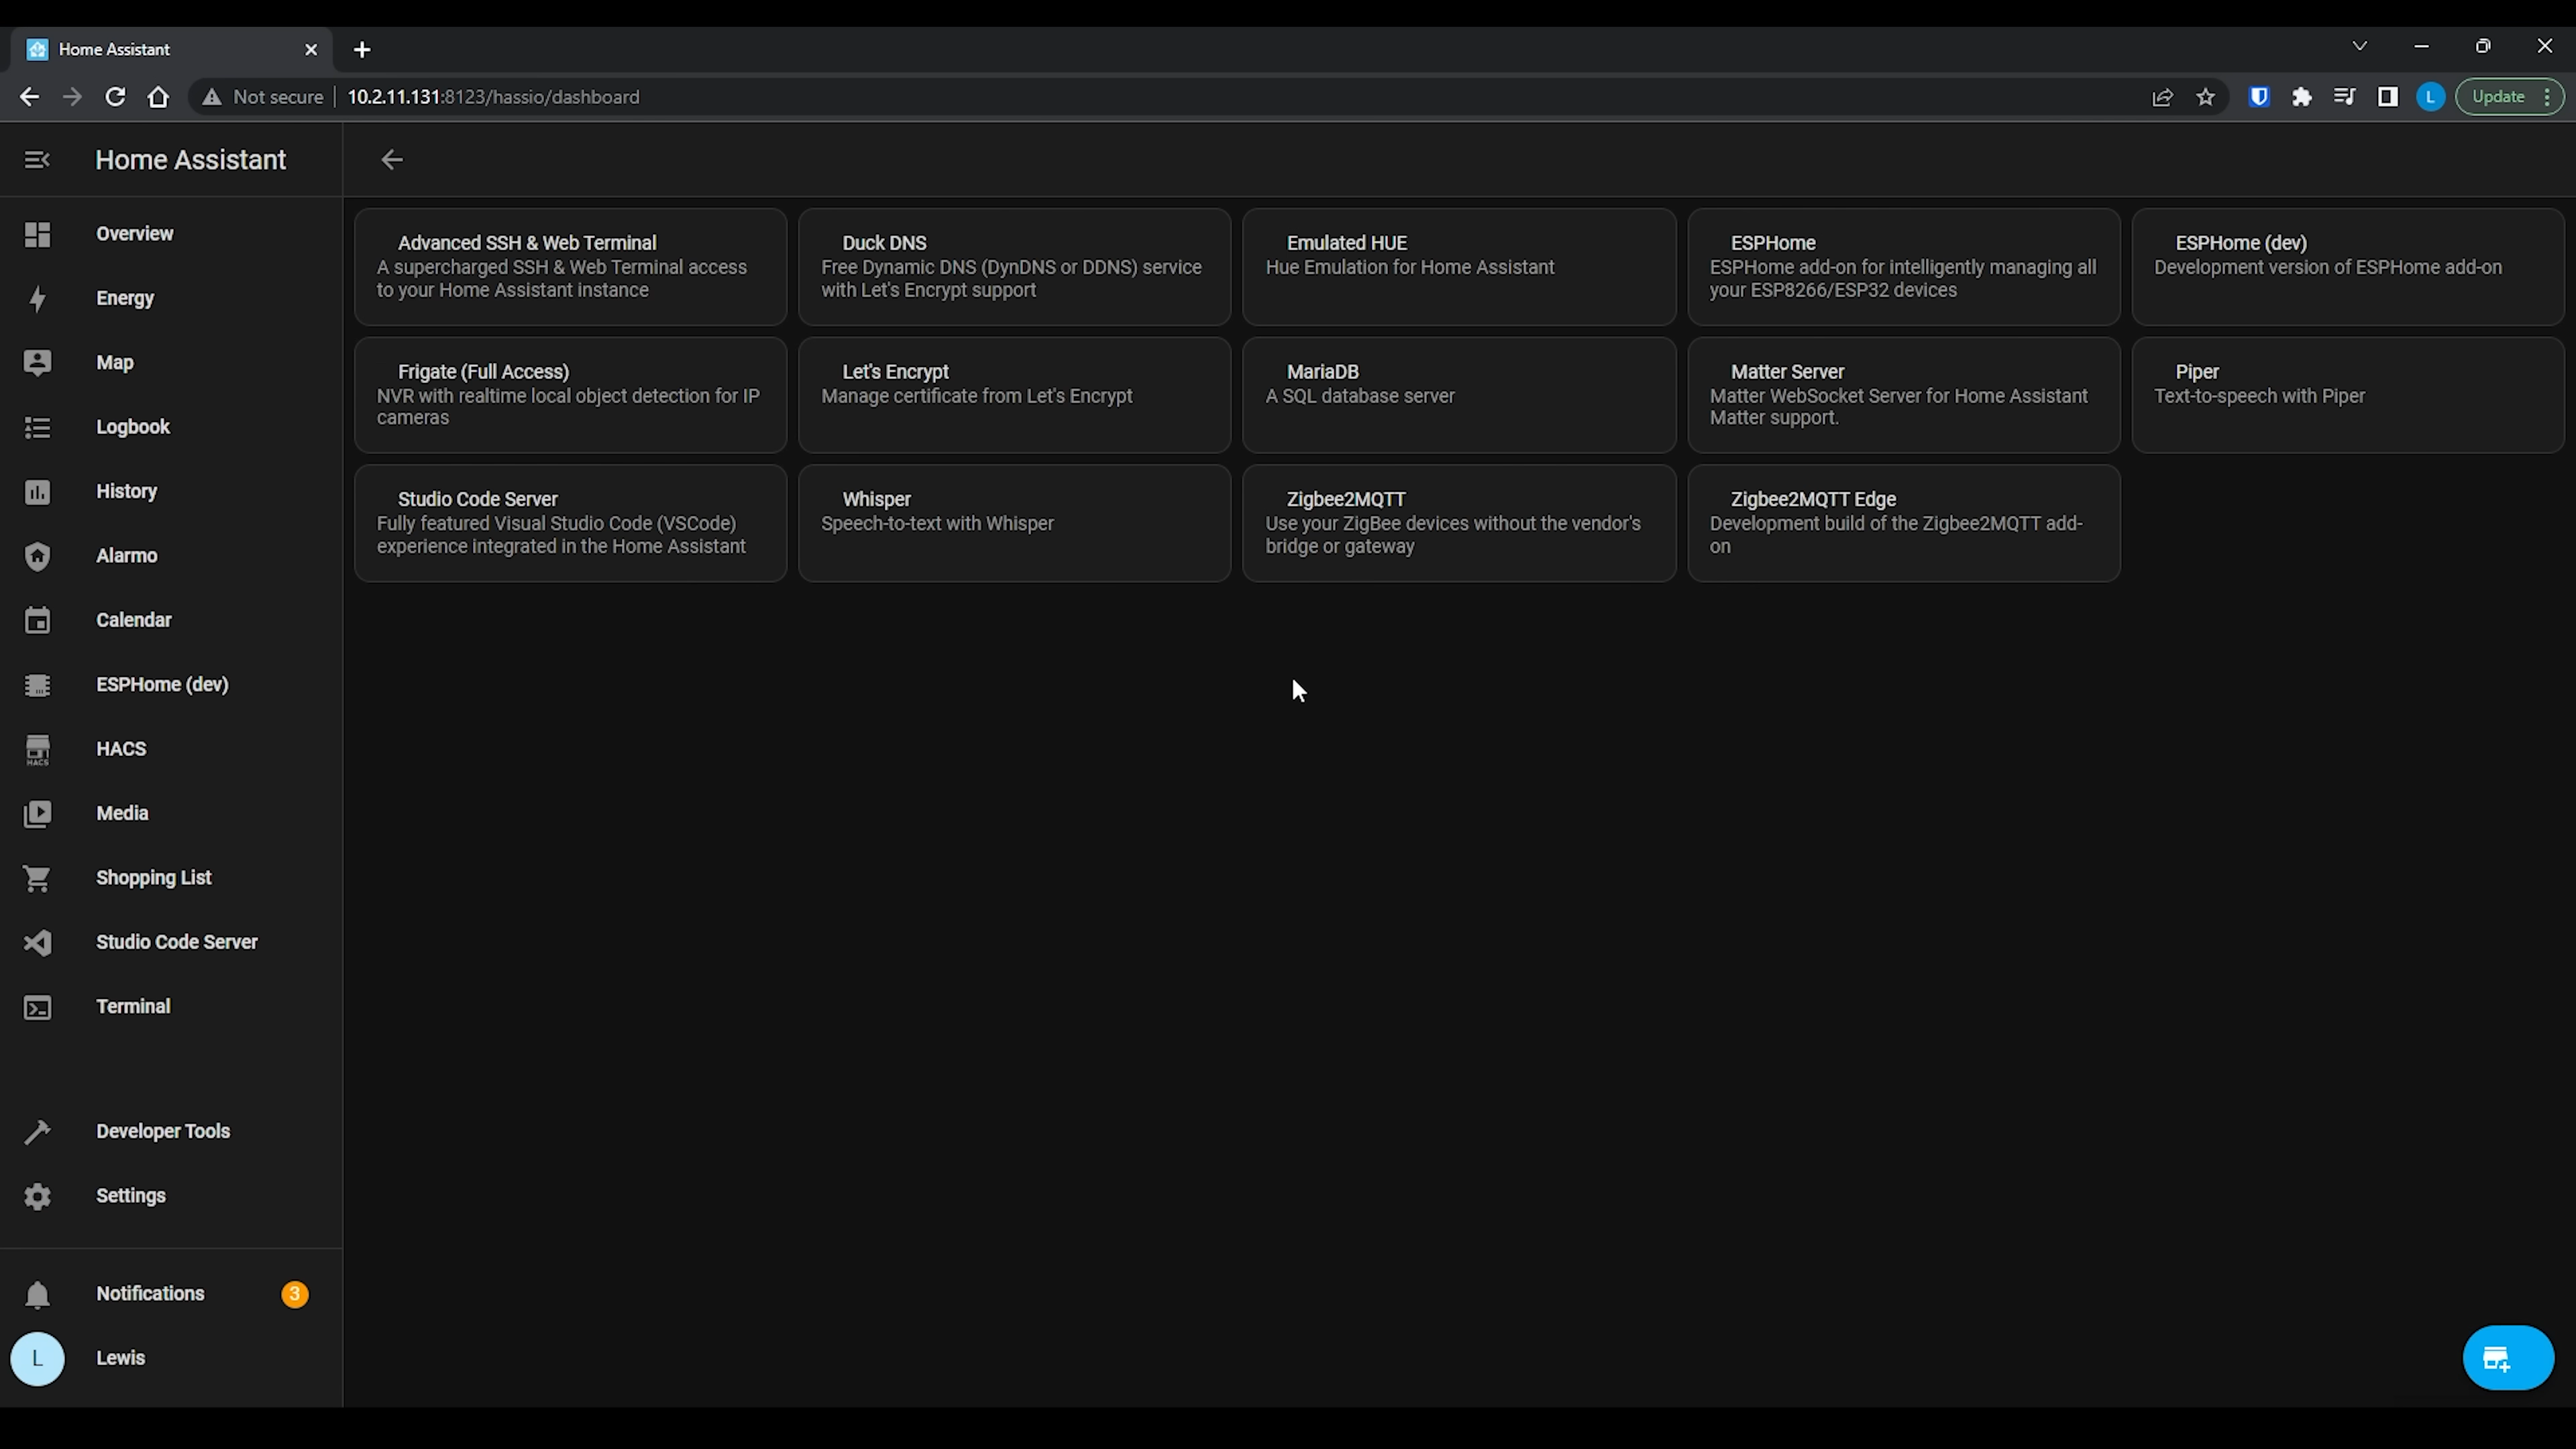 Home Assistant
Not secure
10.2.11.131:8123/hassio/dashboard
L
Update
Home Assistant
Overview
Energy
Map
Logbook
History
Alarmo
Calendar
ESPHome (dev)
HACS
HACS
Media
Shopping List
Studio Code Server
Terminal
Developer Tools
Settings
Notifications
3
L
Lewis
Advanced SSH & Web Terminal
A supercharged SSH & Web Terminal access
to your Home Assistant instance
Duck DNS
Free Dynamic DNS (DynDNS or DDNS) service
with Let's Encrypt support
Emulated HUE
Hue Emulation for Home Assistant
ESPHome
ESPHome add-on for intelligently managing all
your ESP8266/ESP32 devices
ESPHome (dev)
Development version of ESPHome add-on
Frigate (Full Access)
NVR with realtime local object detection for IP
cameras
Let's Encrypt
Manage certificate from Let's Encrypt
MariaDB
A SQL database server
Matter Server
Matter WebSocket Server for Home Assistant
Matter support.
Piper
Text-to-speech with Piper
Studio Code Server
Fully featured Visual Studio Code (VSCode)
experience integrated in the Home Assistant
Whisper
Speech-to-text with Whisper
Zigbee2MQTT
Use your ZigBee devices without the vendor's
bridge or gateway
Zigbee2MQTT Edge
Development build of the Zigbee2MQTT add-
on